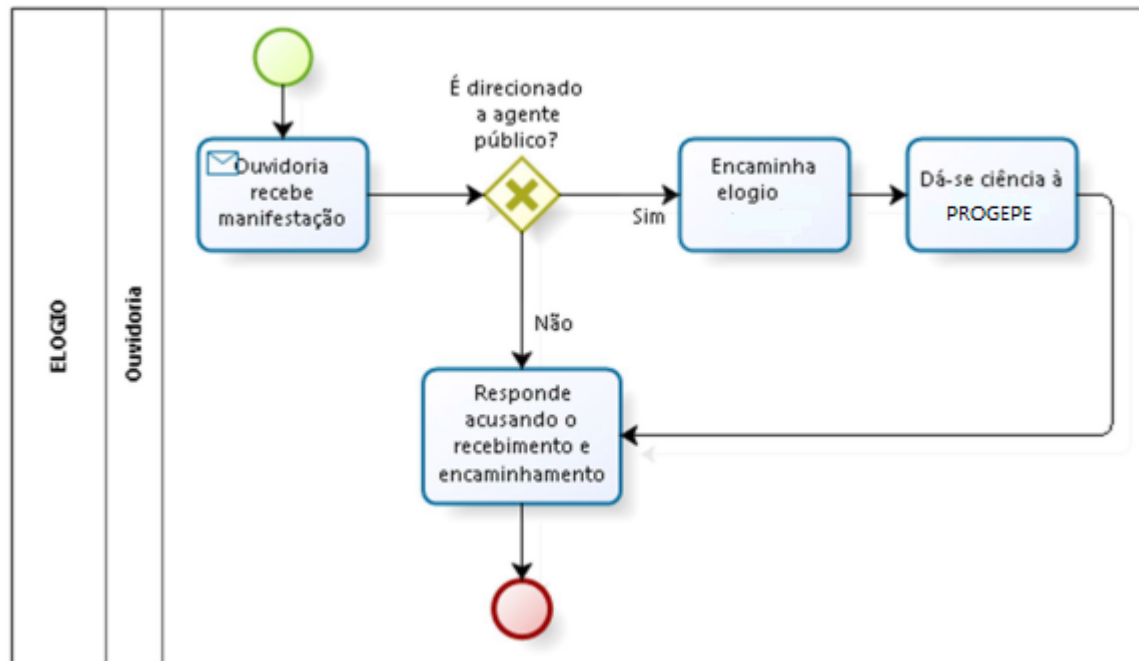 ELOGIO
Ouvidoria
Ouvidoria
recebe
manifestação
É direcionado
a agente
público?
Sim
Encaminha
elogio
Dá-se ciência à
PROGEPE
Não
Responde
acusando o
recebimento e
encaminhamento